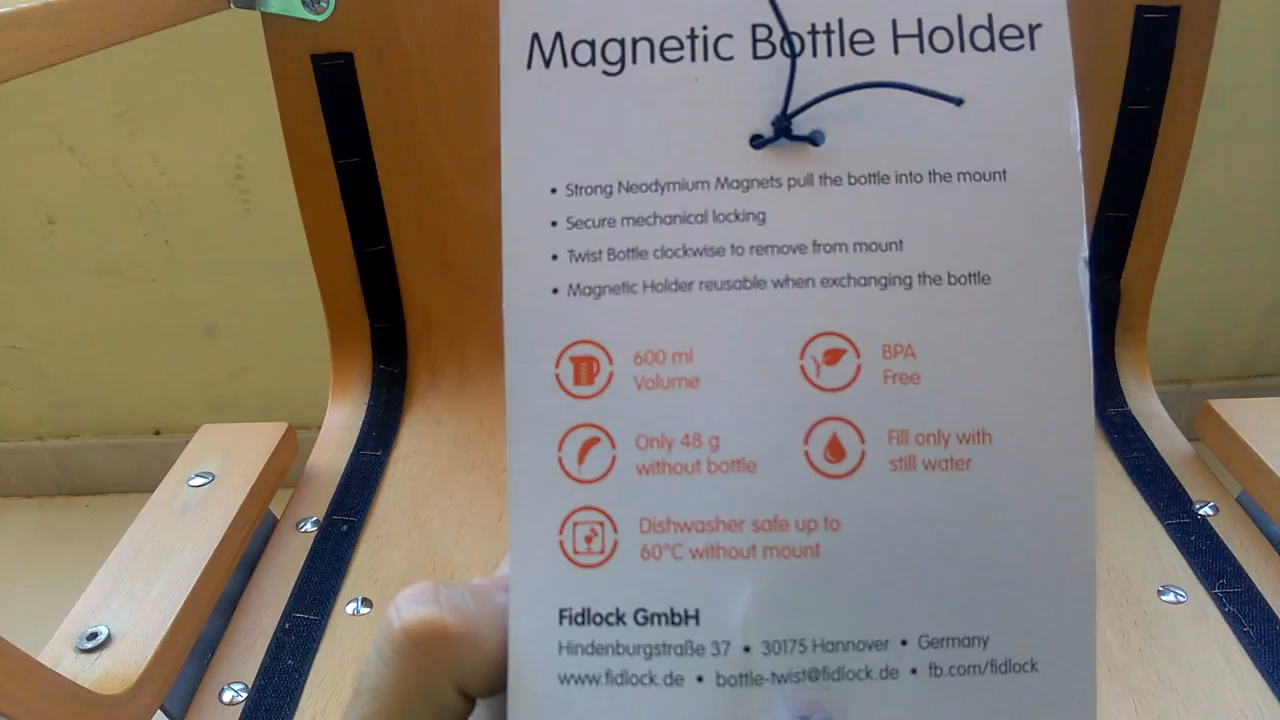 Magnetic Bottle Holder
• Strong Neodymium Magnets pull the bottle into the mount
• Secure mechanical locking
• Twist Bottle clockwise to remove from mount
• Magnetic Holder reusable when exchanging the bottle
600 ml
Volume
BPA
Free
Only 48 g
without bottle
Fill only with
still water
Dishwasher safe up to
60°C without mount
Fidlock GmbH
Hindenburgstraße 37 • 30175 Hannover • Germany
www.fidlock.de • bottle-twist@fidlock.de • fb.com/fidlock